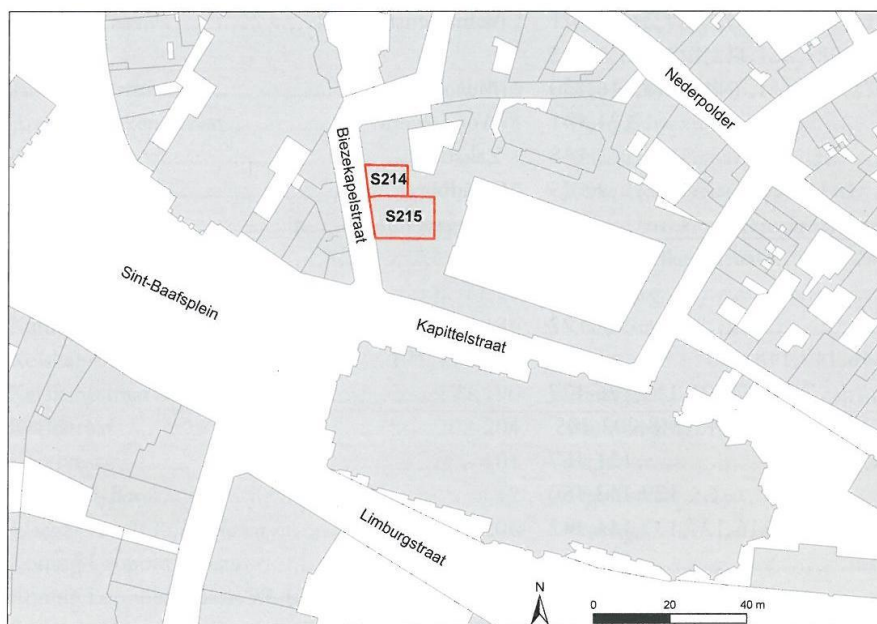 Nederpolder
Biezekapelstraat
S214
S215
Sint-Baafsplein
Kapittelstraat
Limburgstraat
N
0 20 40 m